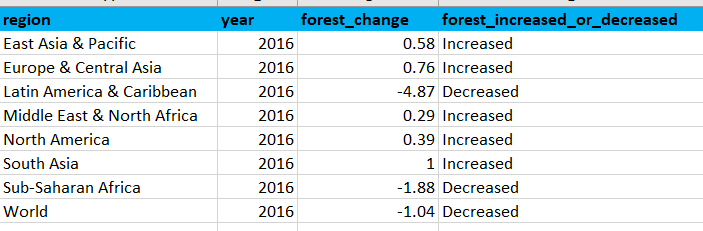 region year forest_change forest_increased_or_decreased
East Asia & Pacific 2016 0.58 Increased
Europe & Central Asia 2016 0.76 Increased
Latin America & Caribbean 2016 -4.87 Decreased
Middle East & North Africa 2016 0.29 Increased
North America 2016 0.39 Increased
South Asia 2016 1 Increased
Sub-Saharan Africa 2016 -1.88 Decreased
World 2016 -1.04 Decreased